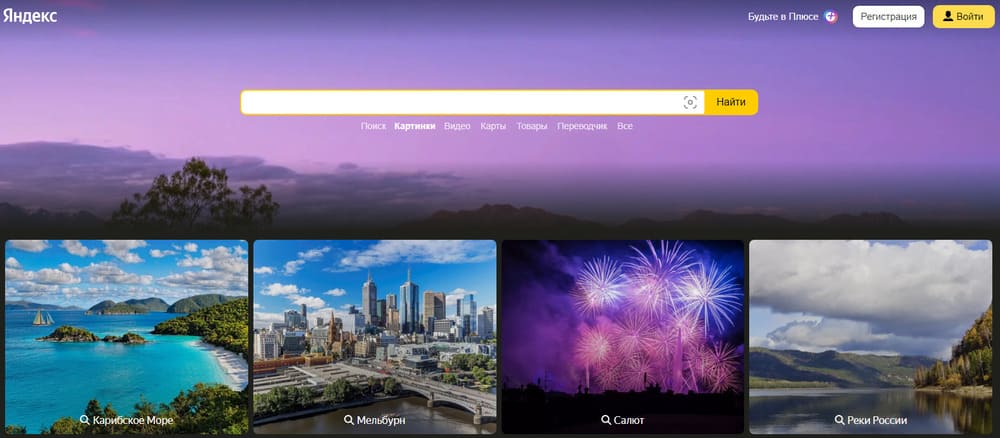 Яндекс
Будьте в Плюсе
Регистрация
Войти
Найти
Поиск Картинки Видео Карты Товары Переводчик Все
Карибское Море
Мельбурн
Салют
Реки России